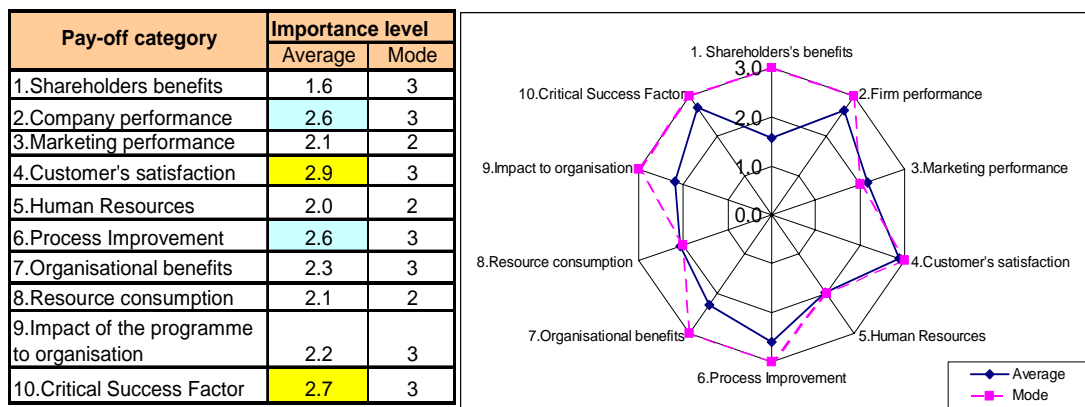 Pay-off category
Importance level
Average Mode
1.Shareholders benefits 1.6 3
2.Company performance 2.6 3
3.Marketing performance 2.1 2
4.Customer's satisfaction 2.9 3
5.Human Resources 2.0 2
6.Process Improvement 2.6 3
7.Organisational benefits 2.3 3
8.Resource consumption 2.1 2
9.Impact of the programme
to organisation 2.2 3
10.Critical Success Factor 2.7 3
1. Shareholders's benefits
3.0
10.Critical Success Factor
2.Firm performance
2.0
9.Impact to organisation
3.Marketing performance
1.0
0.0
8.Resource consumption
4.Customer's satisfaction
7.Organisational benefits
5.Human Resources
6.Process Improvement
Average
Mode